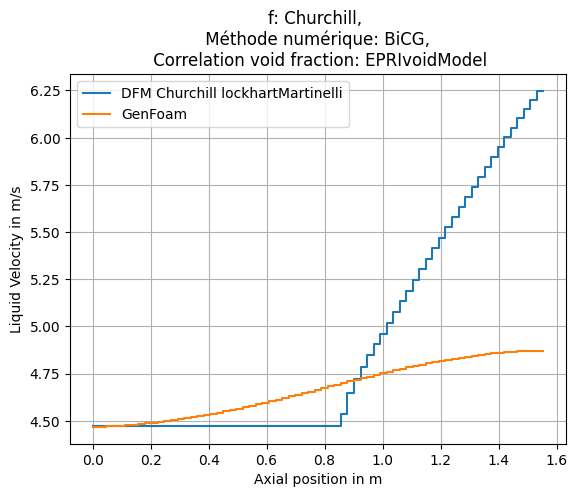 f: Churchill,
Méthode numérique: BiCG,
Correlation void fraction: EPRIvoidModel
DFM Churchill lockhartMartinelli
GenFoam
Liquid Velocity in m/s
6.25
6.00
5.75
5.50
5.25
5.00
4.75
4.50
0.0 0.2 0.4 0.6 0.8 1.0 1.2 1.4 1.6
Axial position in m